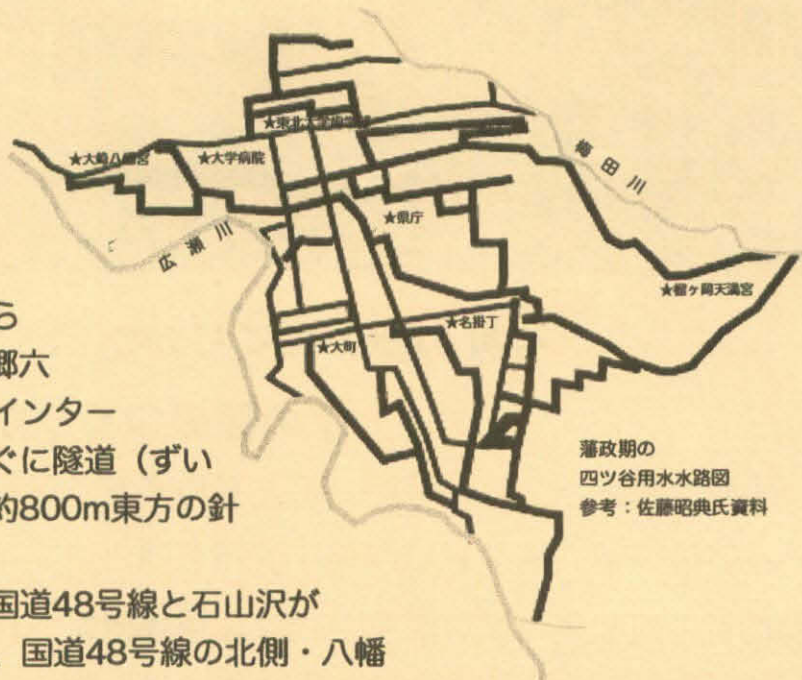 梅田川
★東北大学
★大崎八幡宮
★大学病院
★県庁
広瀬川
★榴ヶ岡天満宮
★名掛丁
★大町
ら
郷六
インター
ぐに隧道（ずい
約800m東方の針
国道48号線と石山沢が
、国道48号線の北側・八幡
藩政期の
四ツ谷用水水路図
参考：佐藤昭典氏資料